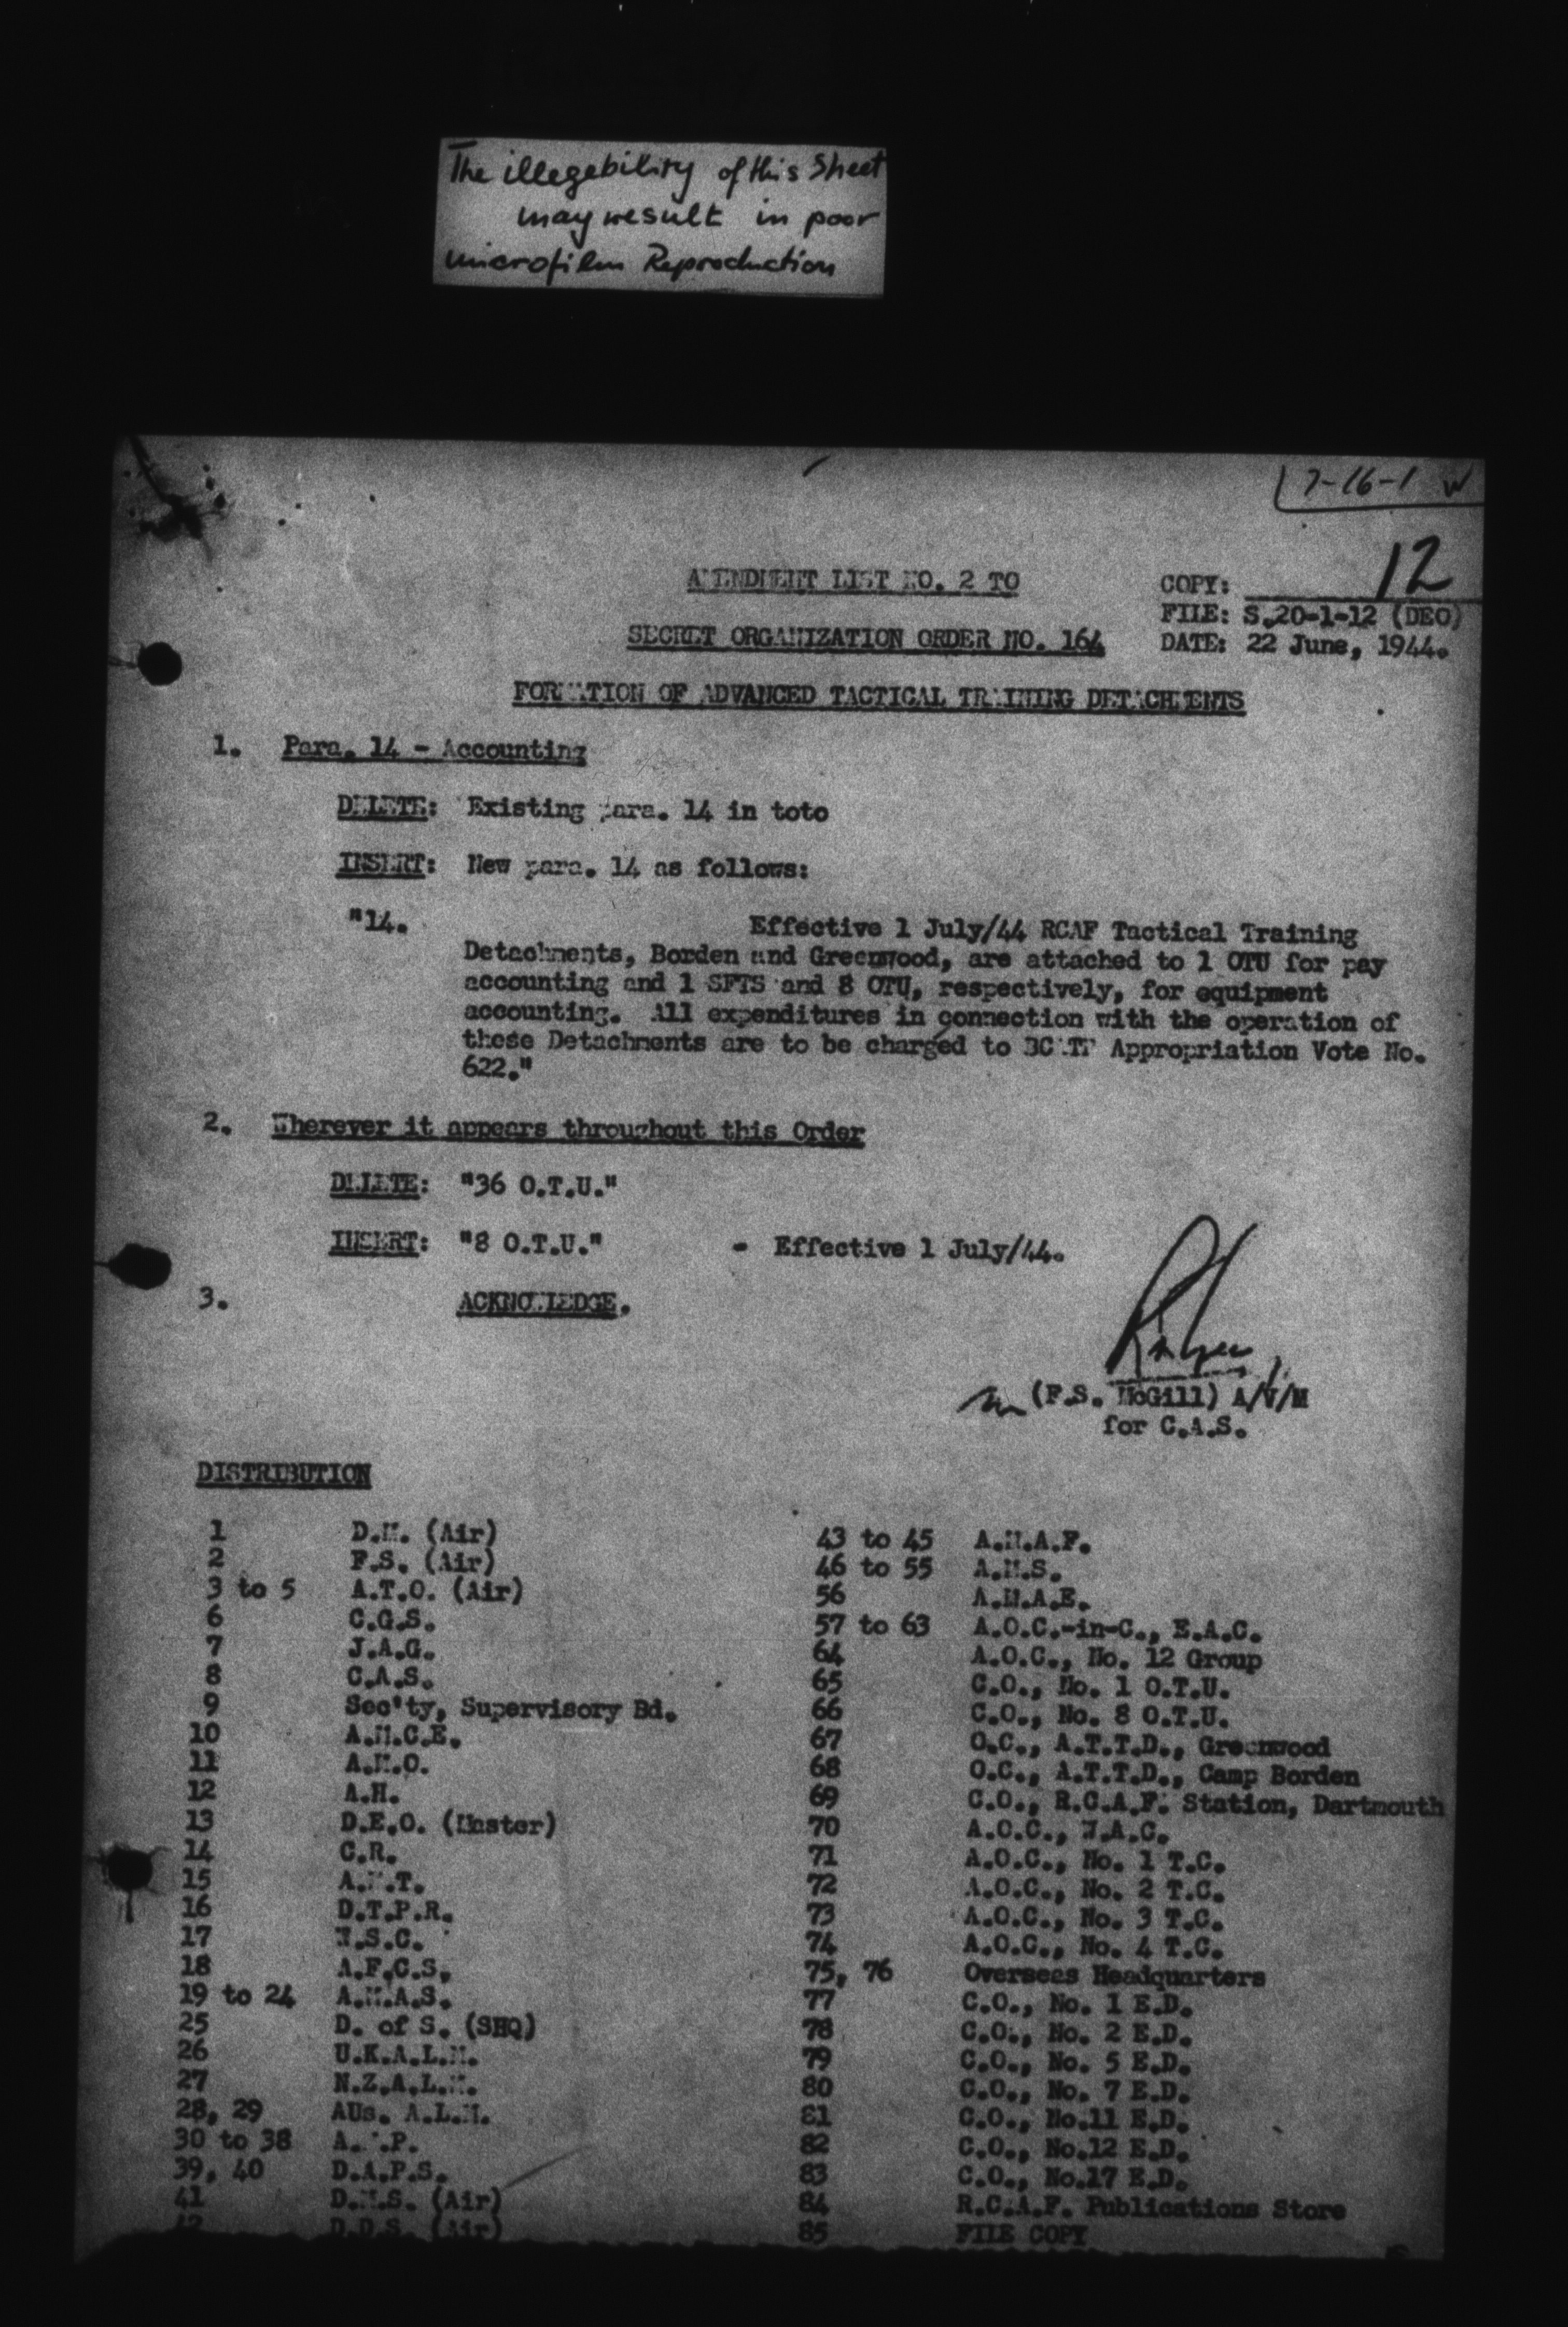 The illegebility of this Sheet
may result in poor
microfilm Reproduction
7-16-1 W
AMENDMENT LIST NO. 2 TO
COPY: 12
FILE: S.20-1-12 (DEO)
SECRET ORGANIZATION ORDER NO. 164
DATE: 22 June, 1944.
FORMATION OF ADVANCED TACTICAL TRAINING DETACHMENTS
1. Para. 14 - Accounting
DELETE: Existing para. 14 in toto
INSERT: New para. 14 as follows:
"14. Effective 1 July/44 RCAF Tactical Training
Detachments, Borden and Greenwood, are attached to 1 OTU for pay
accounting and 1 SFTS and 8 OTU, respectively, for equipment
accounting. All expenditures in connection with the operation of
these Detachments are to be charged to BCATP Appropriation Vote No.
622."
2. Wherever it appears throughout this Order
DELETE: "36 O.T.U."
INSERT: "8 O.T.U." - Effective 1 July/44.
3. ACKNOWLEDGE.
(F.S. McGill) A/V/M
for C.A.S.
DISTRIBUTION
1 D.M. (Air)
2 F.S. (Air)
3 to 5 A.T.O. (Air)
6 C.G.S.
7 J.A.G.
8 C.A.S.
9 Sec'ty, Supervisory Bd.
10 A.M.C.E.
11 A.M.O.
12 A.H.
13 D.E.O. (Master)
14 C.R.
15 A.M.T.
16 D.T.P.R.
17 W.S.C.
18 A.F.C.S.
19 to 24 A.M.A.S.
25 D. of S. (SHQ)
26 U.K.A.L.M.
27 N.Z.A.L.M.
28, 29 AUs. A.L.M.
30 to 38 A.M.P.
39, 40 D.A.P.S.
41 D.M.S. (Air)
42 D.D.S. (Air)
43 to 45 A.M.A.F.
46 to 55 A.M.S.
56 A.M.A.E.
57 to 63 A.O.C.-in-C., E.A.C.
64 A.O.C., No. 12 Group
65 C.O., No. 1 O.T.U.
66 C.O., No. 8 O.T.U.
67 O.C., A.T.T.D., Greenwood
68 O.C., A.T.T.D., Camp Borden
69 C.O., R.C.A.F. Station, Dartmouth
70 A.O.C., W.A.C.
71 A.O.C., No. 1 T.C.
72 A.O.C., No. 2 T.C.
73 A.O.C., No. 3 T.C.
74 A.O.C., No. 4 T.C.
75, 76 Overseas Headquarters
77 C.O., No. 1 E.D.
78 C.O., No. 2 E.D.
79 C.O., No. 5 E.D.
80 C.O., No. 7 E.D.
81 C.O., No.11 E.D.
82 C.O., No.12 E.D.
83 C.O., No.17 E.D.
84 R.C.A.F. Publications Store
85 FILE COPY